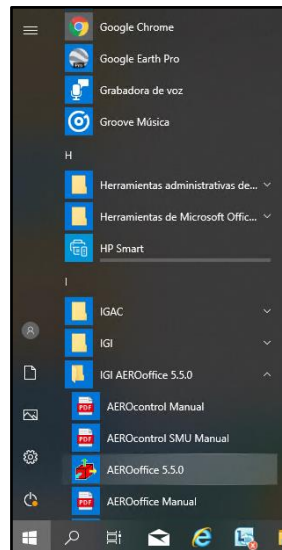 Google Chrome
Google Earth Pro
Grabadora de voz
Groove Música
H
Herramientas administrativas de...
Herramientas de Microsoft Offic...
HP Smart
I
IGAC
IGI
IGI AEROoffice 5.5.0
PDF
AEROcontrol Manual
PDF
AEROcontrol SMU Manual
AEROoffice 5.5.0
PDF
AEROoffice Manual